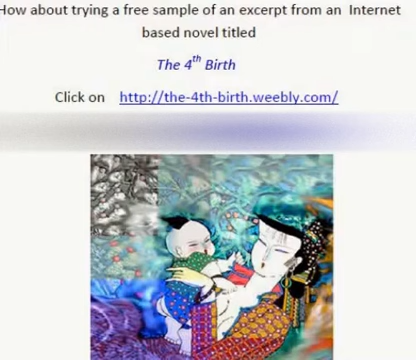 How about trying a free sample of an excerpt from an Internet
based novel titled
The 4th Birth
Click on http://the-4th-birth.weebly.com/